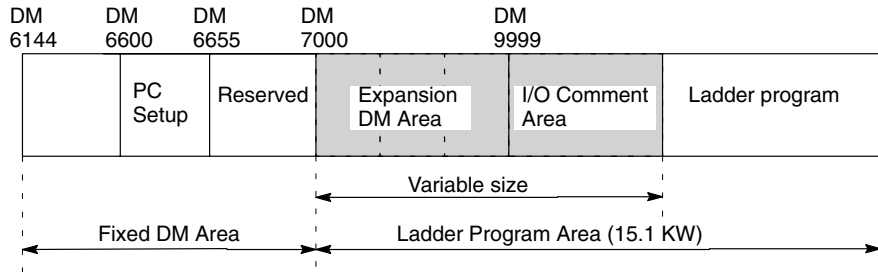 DM 6144
DM 6600
DM 6655
DM 7000
DM 9999
PC Setup
Reserved
Expansion DM Area
I/O Comment Area
Ladder program
Variable size
Fixed DM Area
Ladder Program Area (15.1 KW)